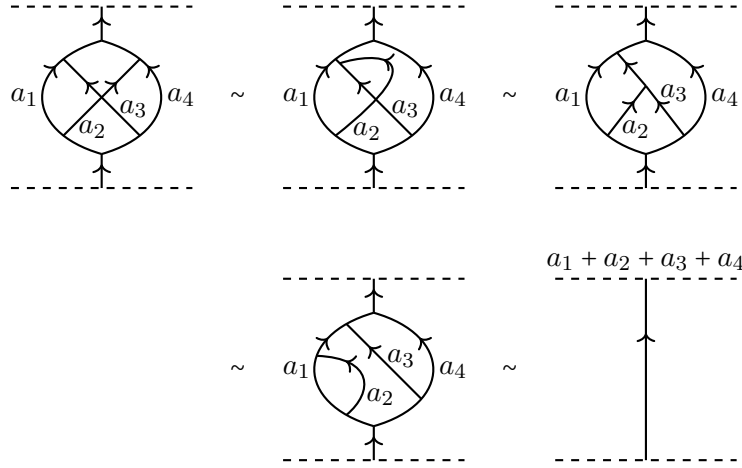 a₁ a₂ a₃ a₄ ~ a₁ a₂ a₃ a₄ ~ a₁ a₂ a₃ a₄
~ a₁ a₂ a₃ a₄ ~ a₁ + a₂ + a₃ + a₄